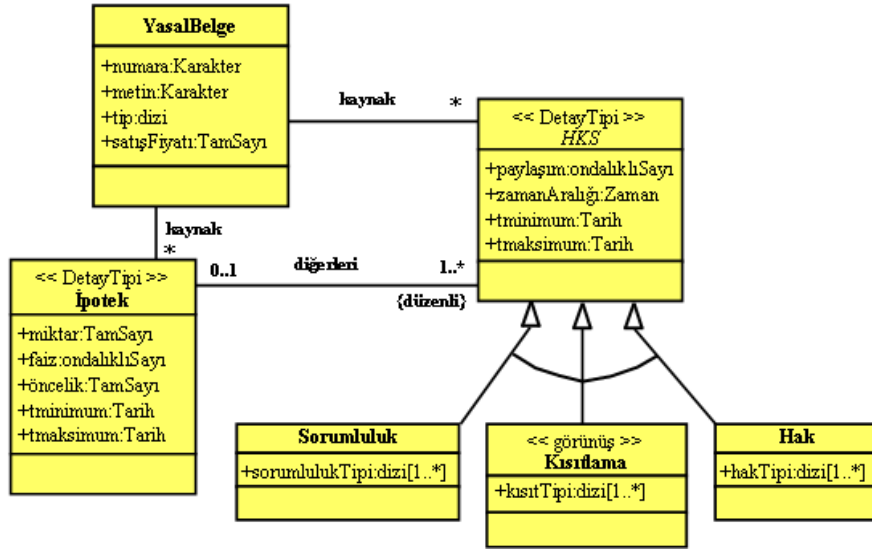 YasalBelge
+numara:Karakter
+metin:Karakter
+tip:dizi
+satışFiyatı:TamSayı
kaynak
*
<< DetayTipi >>
HKS
+paylaşım:ondalıklıSayı
+zamanAralığı:Zaman
+tminimum:Tarih
+tmaksimum:Tarih
kaynak
*
0..1
diğerleri
1..*
{düzenli}
<< DetayTipi >>
İpotek
+miktar:TamSayı
+faiz:ondalıklıSayı
+öncelik:TamSayı
+tminimum:Tarih
+tmaksimum:Tarih
Sorumluluk
+sorumlulukTipi:dizi[1..*]
<< görünüş >>
Kısıtlama
+kısıtTipi:dizi[1..*]
Hak
+hakTipi:dizi[1..*]